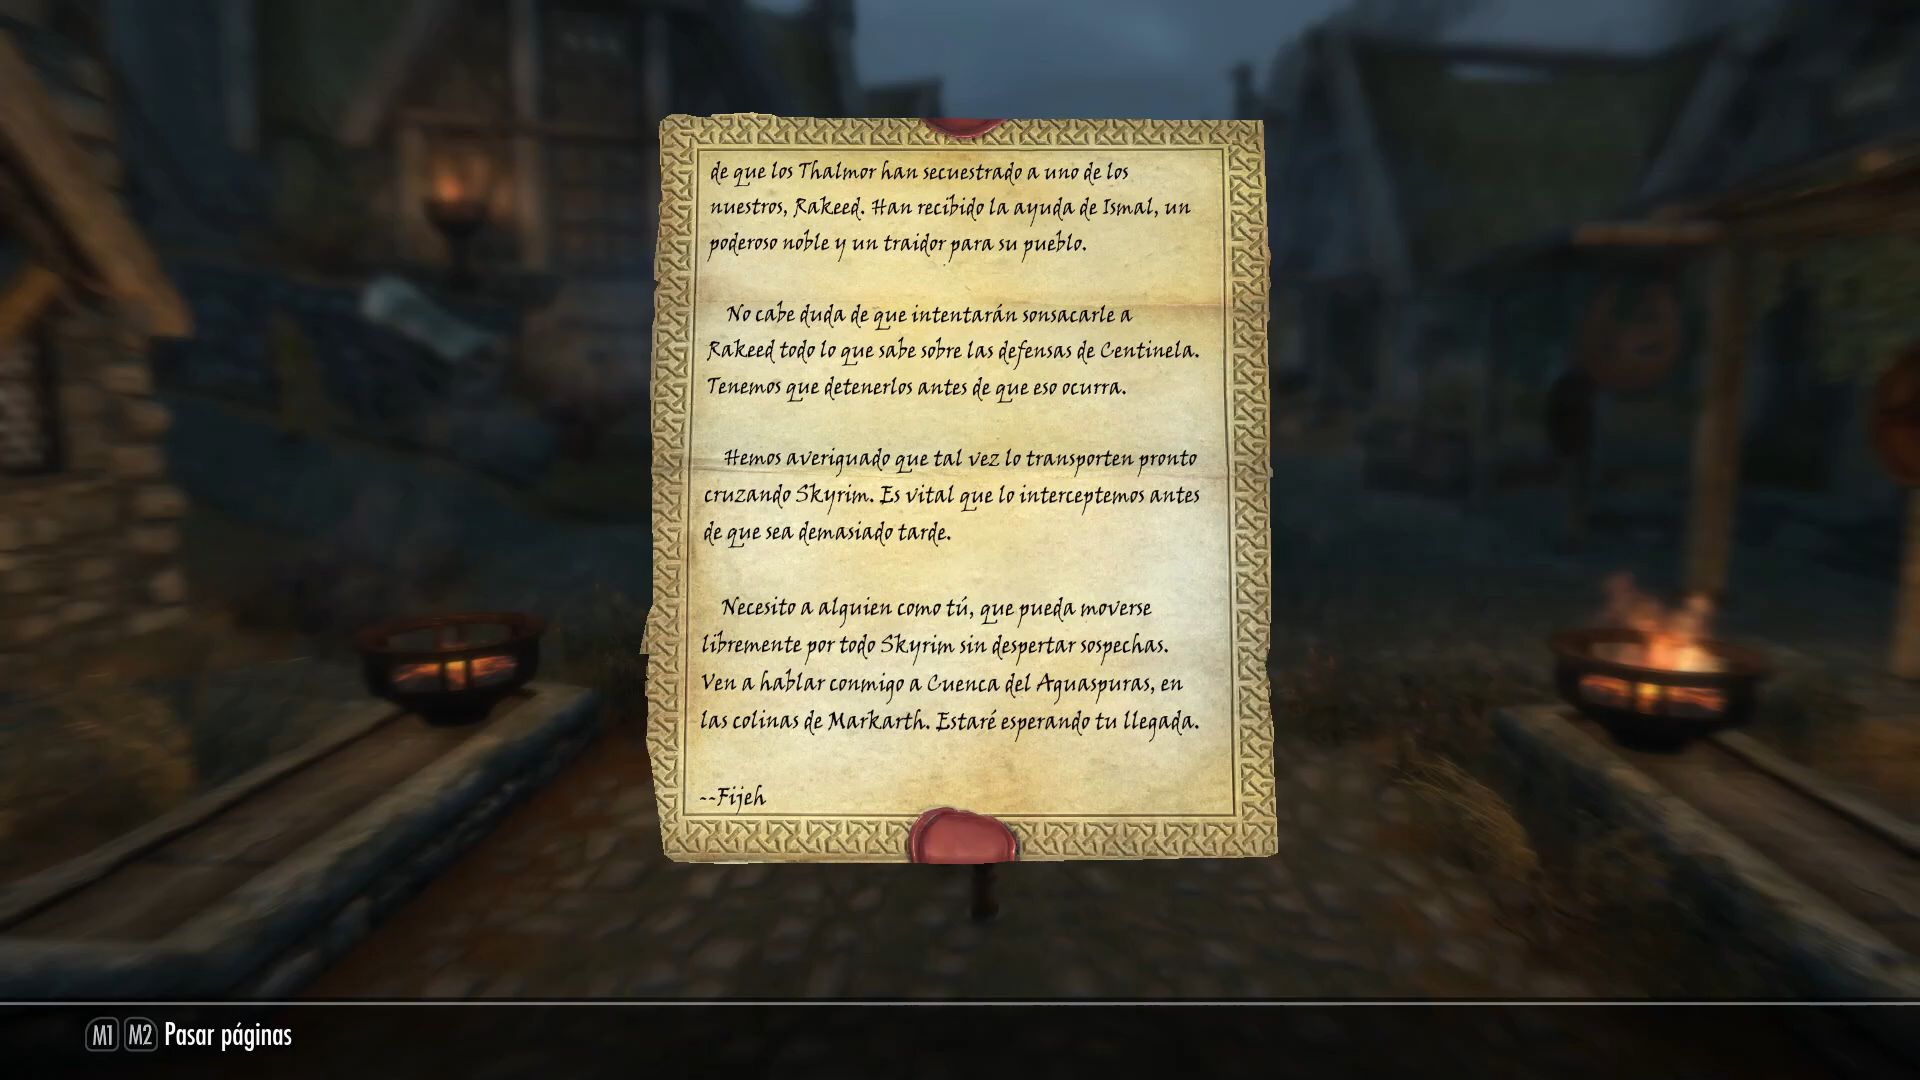 de que los Thalmor han secuestrado a uno de los
nuestros, Rakeed. Han recibido la ayuda de Ismal, un
poderoso noble y un traidor para su pueblo.
No cabe duda de que intentarán sonsacarle a
Rakeed todo lo que sabe sobre las defensas de Centinela.
Tenemos que detenerlos antes de que eso ocurra.
Hemos averiguado que tal vez lo transporten pronto
cruzando Skyrim. Es vital que lo interceptemos antes
de que sea demasiado tarde.
Necesito a alguien como tú, que pueda moverse
libremente por todo Skyrim sin despertar sospechas.
Ven a hablar conmigo a Cuenca del Aguaspuras, en
las colinas de Markarth. Estaré esperando tu llegada.
--Fijeh
M1 M2 Pasar páginas